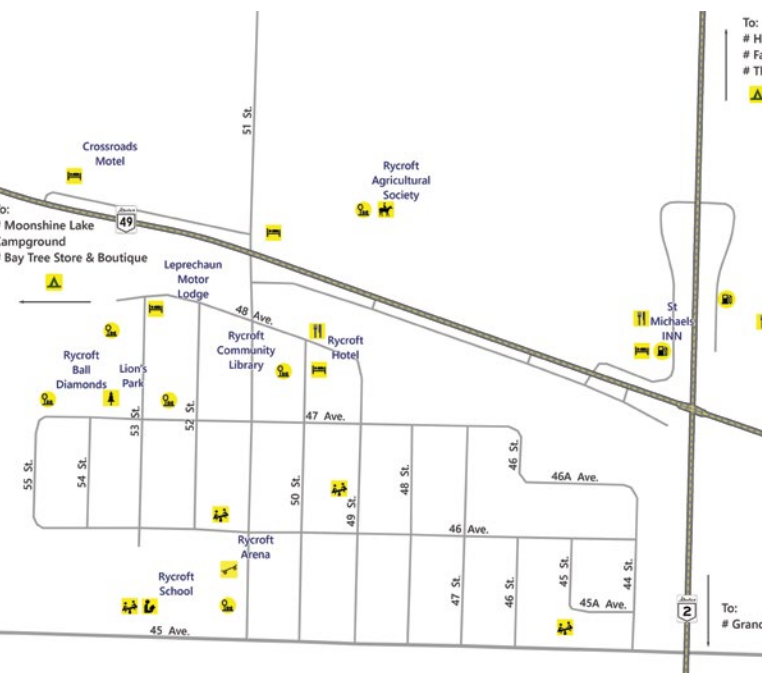 To:
# H
# Fa
# Tl
51 St.
Crossroads
Motel
Rycroft
Agricultural
Society
49
o:
# Moonshine Lake
Campground
# Bay Tree Store & Boutique
Leprechaun
Motor
Lodge
48 Ave.
St
Michaels
INN
Rycroft
Community
Library
Rycroft
Hotel
Rycroft
Ball
Diamonds
Lion's
Park
53 St.
52 St.
47 Ave.
55 St.
54 St.
50 St.
49 St.
48 St.
46 St.
46A Ave.
46 Ave.
Rycroft
Arena
Rycroft
School
47 St.
46 St.
45 St.
44 St.
45A Ave.
45 Ave.
2
To:
# Grand